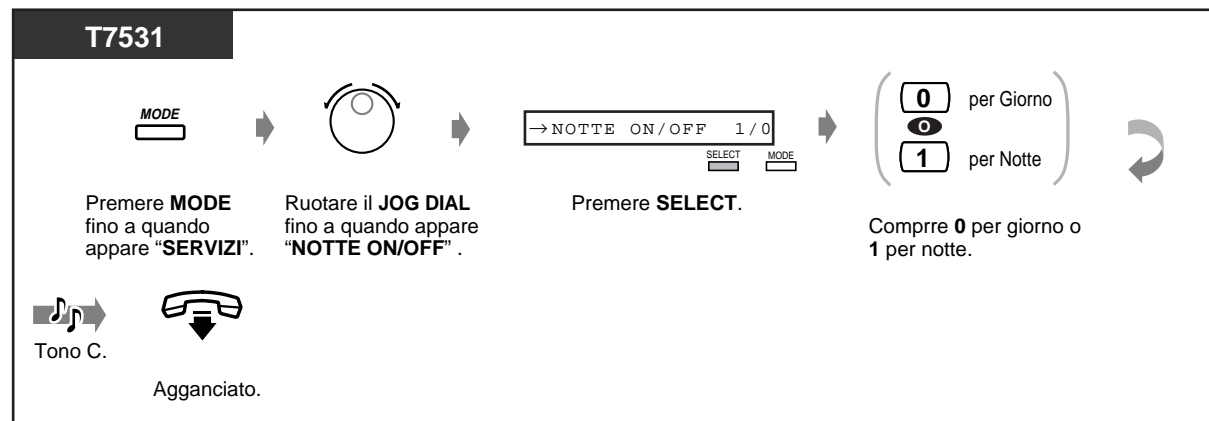 T7531
MODE
→NOTTE ON/OFF 1/0
SELECT MODE
0 per Giorno
O
1 per Notte
Premere MODE
fino a quando
appare “SERVIZI”.
Ruotare il JOG DIAL
fino a quando appare
“NOTTE ON/OFF” .
Premere SELECT.
Comprre 0 per giorno o
1 per notte.
Tono C.
Agganciato.